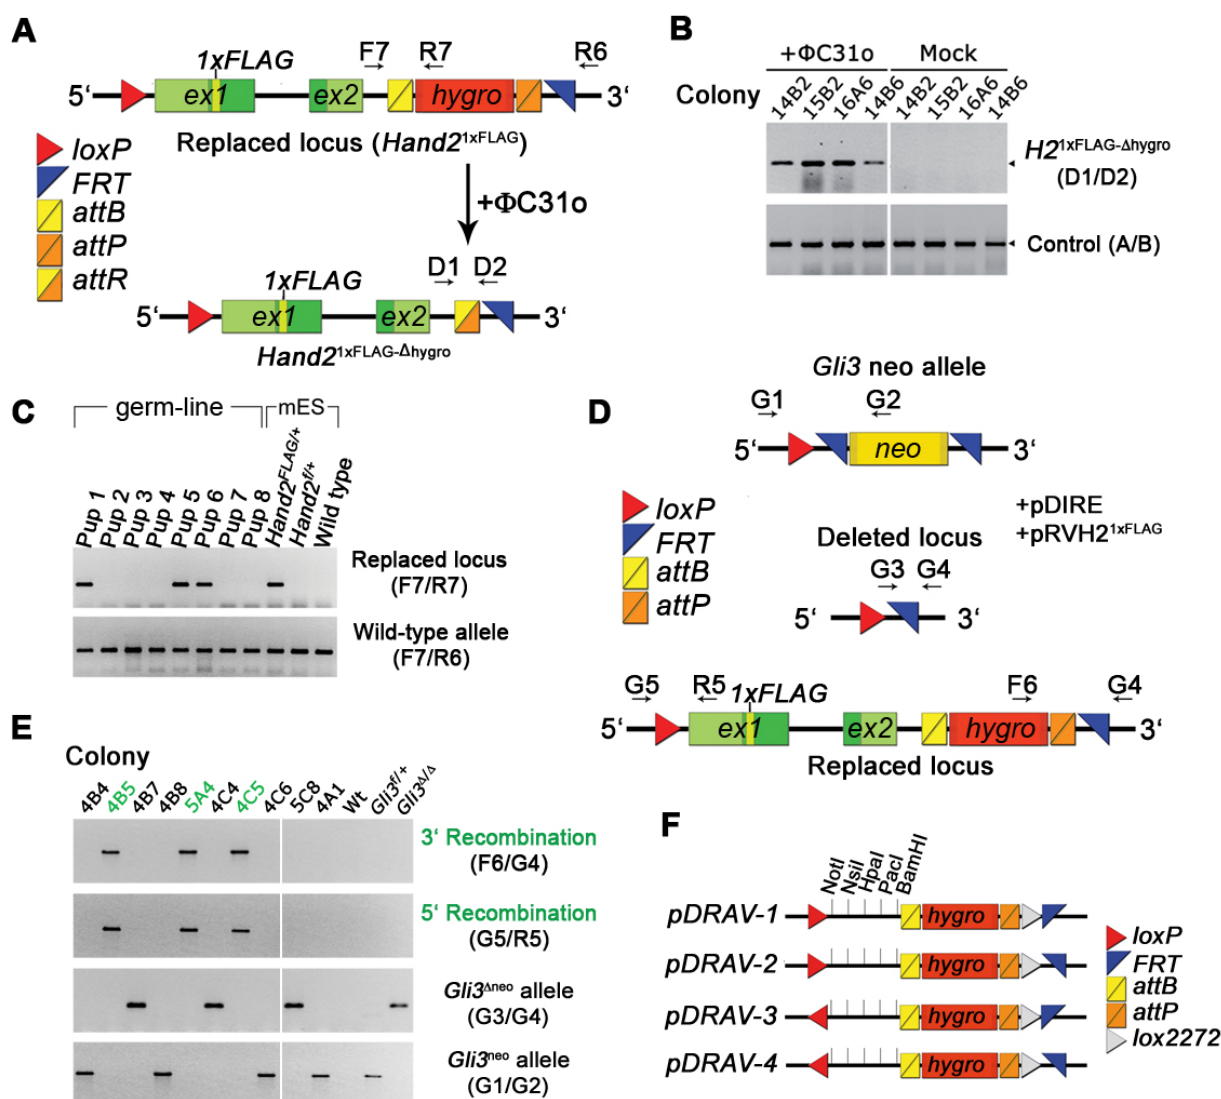 A
1xFLAG
F7
R7
R6
5‘
ex1
ex2
hygro
3‘
Replaced locus (Hand2 1xFLAG)
loxP
FRT
attB
attP
attR
+ΦC31o
1xFLAG
D1
D2
5‘
ex1
ex2
3‘
Hand2 1xFLAG-Δhygro
B
+ΦC31o
Mock
Colony
14B2
15B2
16A6
14B6
14B2
15B2
16A6
14B6
H2 1xFLAG-Δhygro
(D1/D2)
Control (A/B)
C
germ-line
mES
Pup 1
Pup 2
Pup 3
Pup 4
Pup 5
Pup 6
Pup 7
Pup 8
Hand2 FLAG/+
Hand2 f/+
Wild type
Replaced locus
(F7/R7)
Wild-type allele
(F7/R6)
D
Gli3 neo allele
G1
G2
5‘
neo
3‘
loxP
FRT
attB
attP
+pDIRE
+pRVH2 1xFLAG
Deleted locus
G3
G4
5‘
3‘
G5
R5
1xFLAG
F6
G4
5‘
ex1
ex2
hygro
3‘
Replaced locus
E
Colony
4B4
4B5
4B7
4B8
5A4
4C4
4C5
4C6
5C8
4A1
Wt
Gli3 f/+
Gli3 Δ/Δ
3‘ Recombination
(F6/G4)
5‘ Recombination
(G5/R5)
Gli3 Δneo allele
(G3/G4)
Gli3 neo allele
(G1/G2)
F
NotI
NsiI
HpaI
PacI
BamHI
pDRAV-1
hygro
pDRAV-2
hygro
pDRAV-3
hygro
pDRAV-4
hygro
loxP
FRT
attB
attP
lox2272